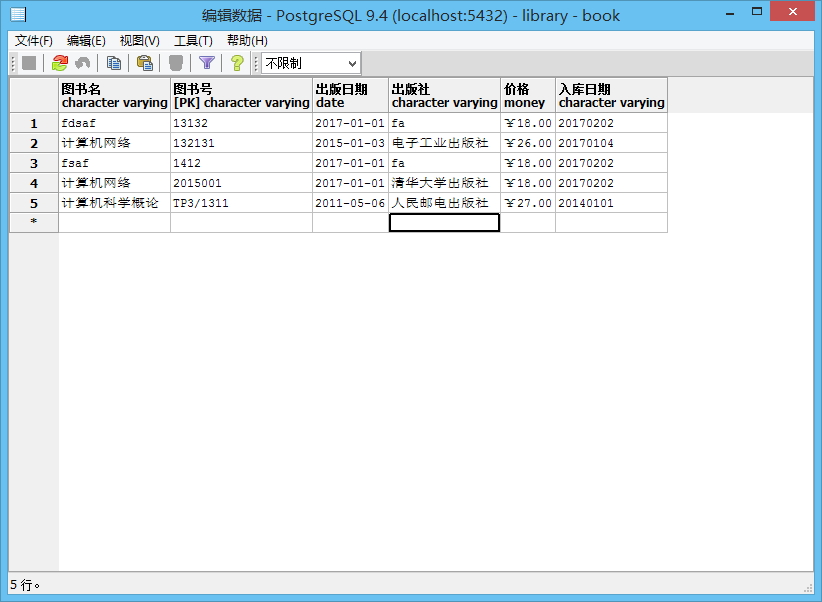 编辑数据 - PostgreSQL 9.4 (localhost:5432) - library - book
文件(F) 编辑(E) 视图(V) 工具(T) 帮助(H)
不限制
图书名 图书号 出版日期 出版社 价格 入库日期
character varying [PK] character varying date character varying money character varying
1 fdsaf 13132 2017-01-01 fa ￥18.00 20170202
2 计算机网络 132131 2015-01-03 电子工业出版社 ￥26.00 20170104
3 fsaf 1412 2017-01-01 fa ￥18.00 20170202
4 计算机网络 2015001 2017-01-01 清华大学出版社 ￥18.00 20170202
5 计算机科学概论 TP3/1311 2011-05-06 人民邮电出版社 ￥27.00 20140101
*
5 行。